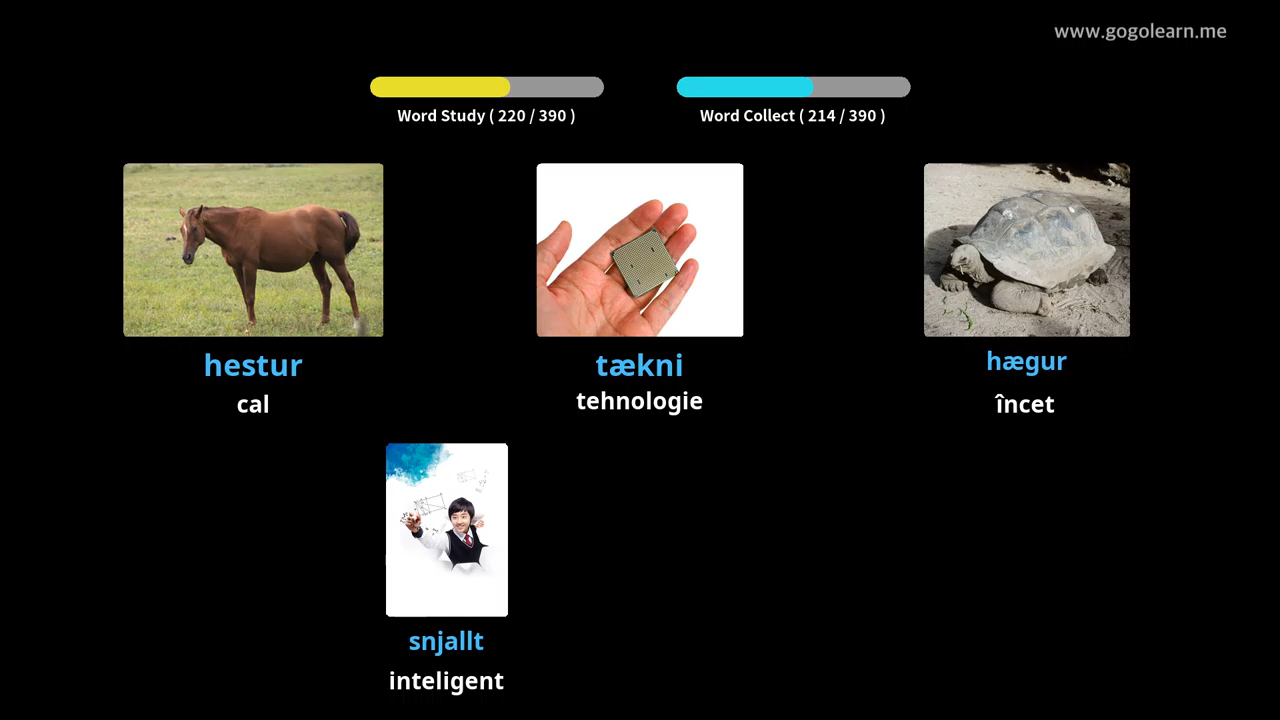 www.gogolearn.me
Word Study ( 220 / 390 )
Word Collect ( 214 / 390 )
hestur
cal
tækni
tehnologie
hægur
încet
snjallt
inteligent